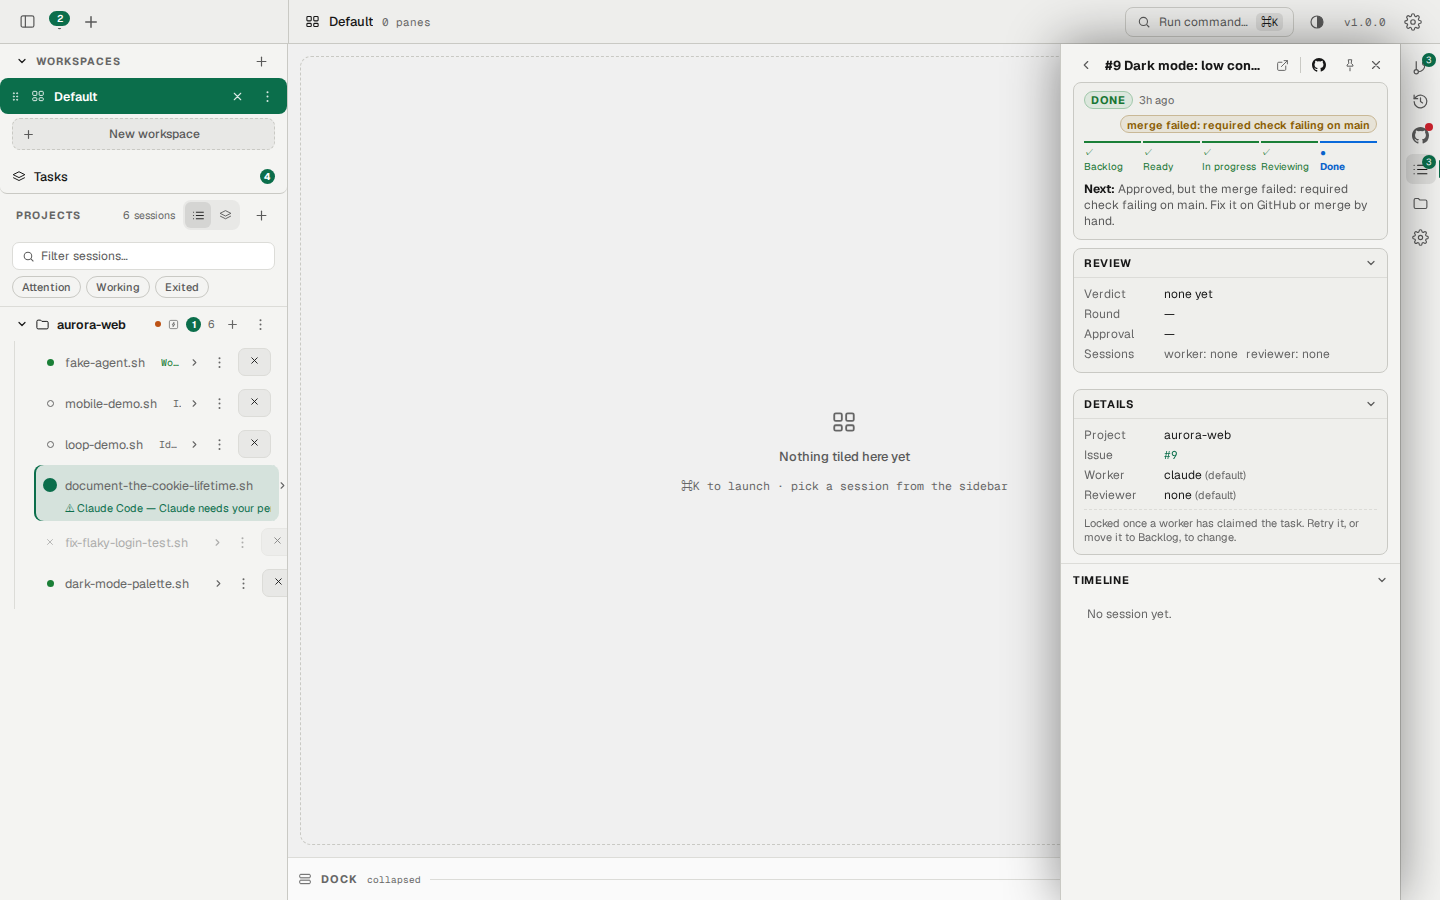 2
Default 0 panes
Run command... ⌘K
v1.0.0
WORKSPACES
Default
New workspace
Tasks 4
PROJECTS 6 sessions
Filter sessions...
Attention Working Exited
aurora-web 1 6
fake-agent.sh Wo...
mobile-demo.sh I.
loop-demo.sh Id...
document-the-cookie-lifetime.sh
⚠ Claude Code — Claude needs your pe
fix-flaky-login-test.sh
dark-mode-palette.sh
Nothing tiled here yet
⌘K to launch · pick a session from the sidebar
DOCK collapsed
#9 Dark mode: low con...
DONE 3h ago
merge failed: required check failing on main
✓ ✓ ✓ ✓ ●
Backlog Ready In progress Reviewing Done
Next: Approved, but the merge failed: required
check failing on main. Fix it on GitHub or merge by
hand.
REVIEW
Verdict none yet
Round —
Approval —
Sessions worker: none reviewer: none
DETAILS
Project aurora-web
Issue #9
Worker claude (default)
Reviewer none (default)
Locked once a worker has claimed the task. Retry it, or
move it to Backlog, to change.
TIMELINE
No session yet.
3
3